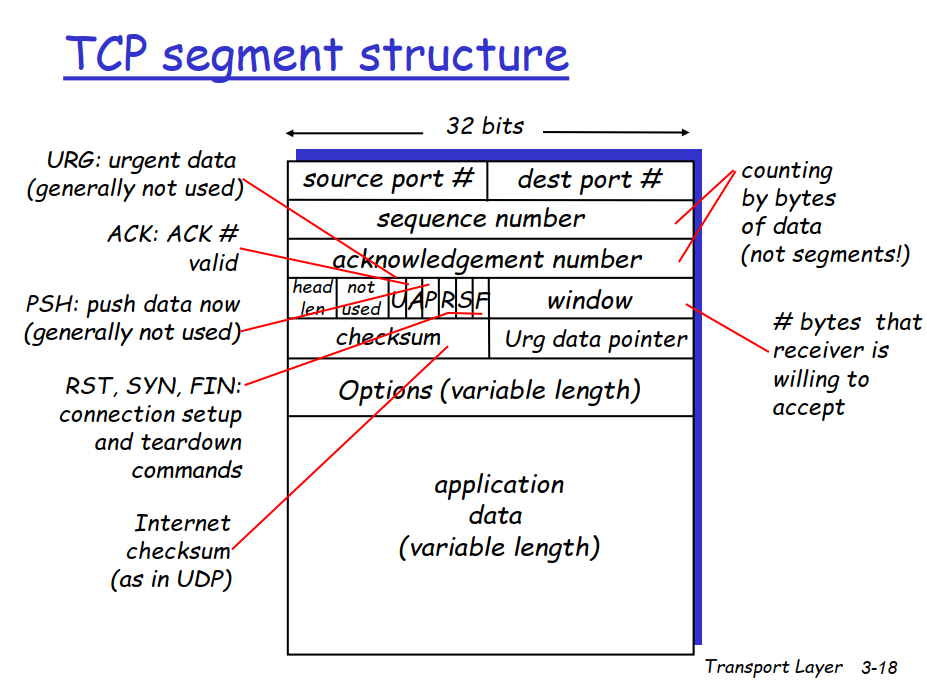 TCP segment structure
32 bits
URG: urgent data
(generally not used)
ACK: ACK #
valid
PSH: push data now
(generally not used)
RST, SYN, FIN:
connection setup
and teardown
commands
Internet
checksum
(as in UDP)
source port #
dest port #
sequence number
acknowledgement number
head
len
not
used
U A P R S F
window
checksum
Urg data pointer
Options (variable length)
application
data
(variable length)
counting
by bytes
of data
(not segments!)
# bytes that
receiver is
willing to
accept
Transport Layer 3-18